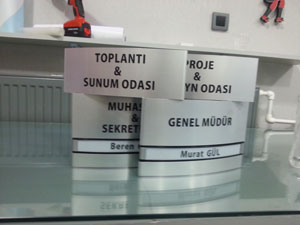 TOPLANTI
&
SUNUM ODASI
PROJE
&
YN ODASI
MUHAS
&
SEKRET
Beren
GENEL MÜDÜR
Murat GÜL